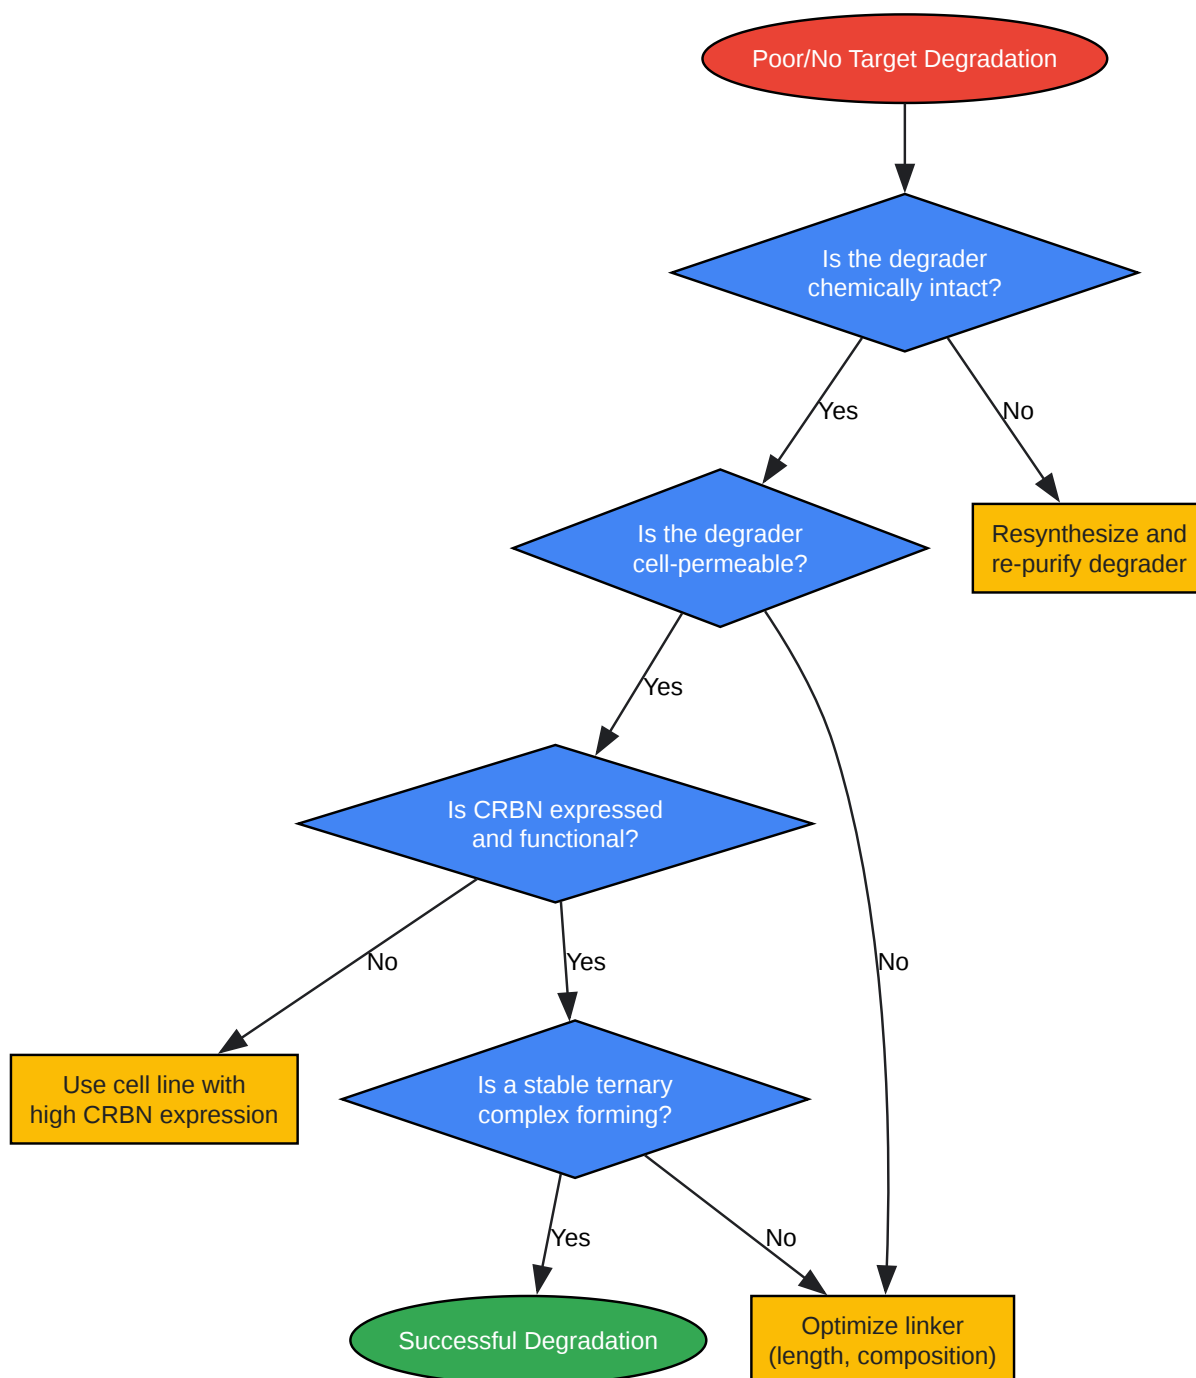 Poor/No Target Degradation
Is the degrader
chemically intact?
Yes
No
Is the degrader
cell-permeable?
Resynthesize and
re-purify degrader
Yes
Is CRBN expressed
and functional?
No
Yes
No
Use cell line with
high CRBN expression
Is a stable ternary
complex forming?
Yes
No
Successful Degradation
Optimize linker
(length, composition)